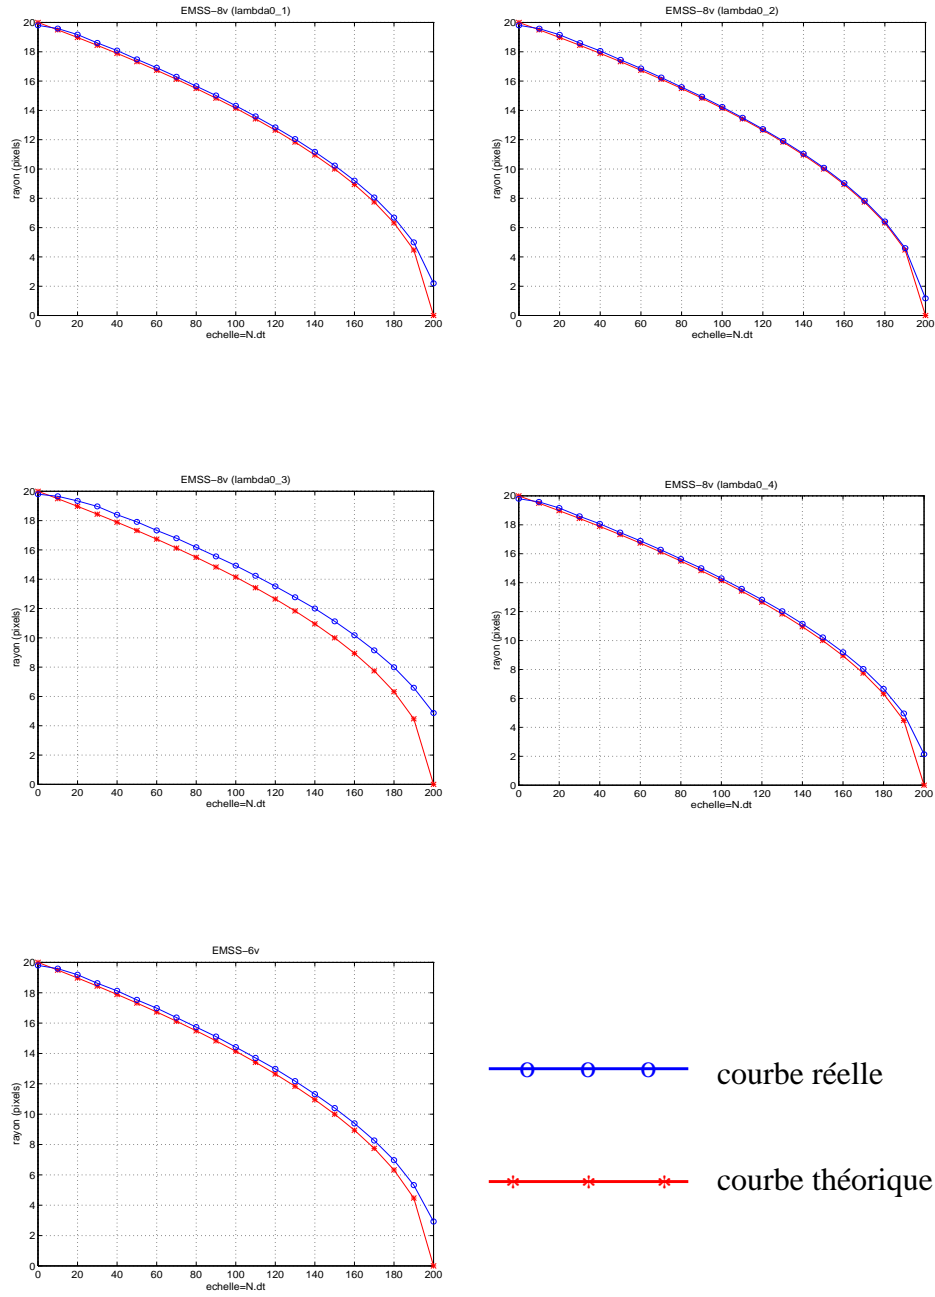 EMSS−8v (lambda0_1)
20
18
16
14
12
10
8
6
4
2
0
rayon (pixels)
0 20 40 60 80 100 120 140 160 180 200
echelle=N.dt
EMSS−8v (lambda0_2)
20
18
16
14
12
10
8
6
4
2
0
rayon (pixels)
0 20 40 60 80 100 120 140 160 180 200
echelle=N.dt
EMSS−8v (lambda0_3)
20
18
16
14
12
10
8
6
4
2
0
rayon (pixels)
0 20 40 60 80 100 120 140 160 180 200
echelle=N.dt
EMSS−8v (lambda0_4)
20
18
16
14
12
10
8
6
4
2
0
rayon (pixels)
0 20 40 60 80 100 120 140 160 180 200
echelle=N.dt
EMSS−6v
20
18
16
14
12
10
8
6
4
2
0
rayon (pixels)
0 20 40 60 80 100 120 140 160 180 200
echelle=N.dt
courbe réelle
courbe théorique